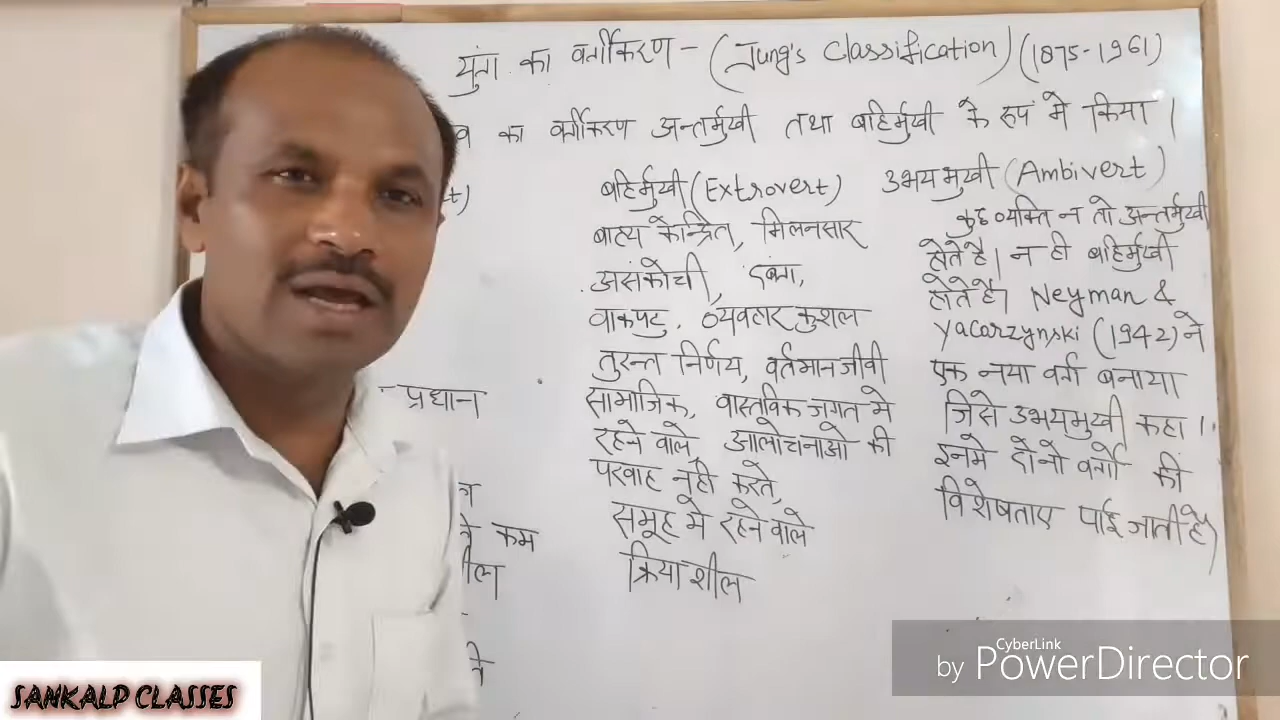 युंग का वर्गीकरण - (Jung's Classification) (1875-1961)
व का वर्गीकरण अन्तर्मुखी तथा बहिर्मुखी के रूप मे किया।
t)
बहिर्मुखी (Extrovert)
बाह्य केन्द्रित, मिलनसार
असंकोची, दबंग,
वाकपटु, व्यवहार कुशल
तुरन्त निर्णय, वर्तमान जीवी
सामाजिक, वास्तविक जगत मे
रहने वाले, आलोचनाओ की
परवाह नही करते,
समूह मे रहने वाले
क्रियाशील
- प्रधान
कम
उभयमुखी (Ambivert)
कुछ व्यक्ति न तो अन्तर्मुखी
होते है। न ही बहिर्मुखी
होते है। Neyman &
Yacorzynski (1942) ने
एक नया वर्ग बनाया
जिसे उभयमुखी कहा।
इनमे दोनो वर्गो की
विशेषताए पाई जाती है
CyberLink
by PowerDirector
SANKALP CLASSES